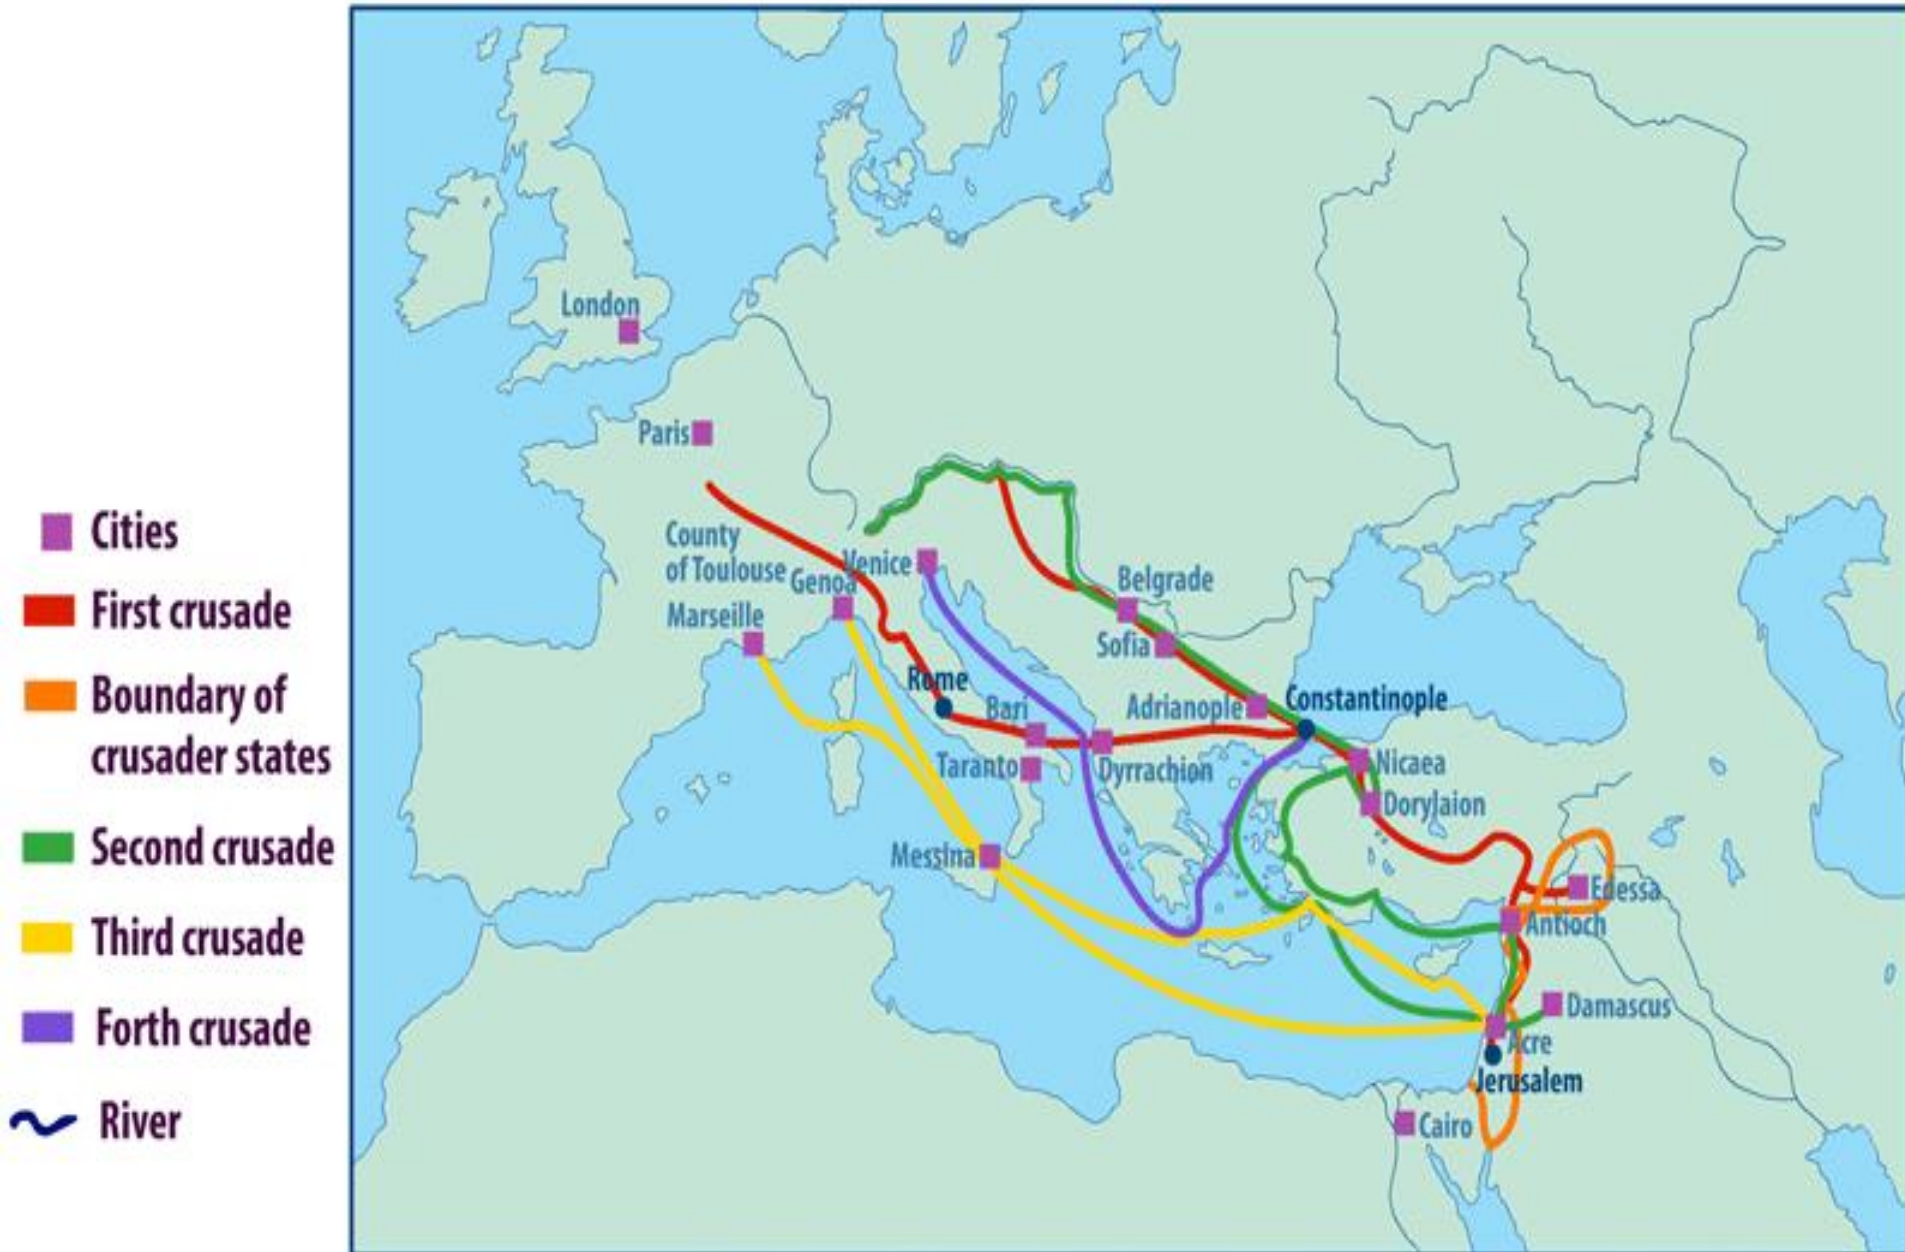 Cities
First crusade
Boundary of
crusader states
Second crusade
Third crusade
Forth crusade
River
London
Paris
County
of Toulouse
Genoa
Venice
Marseille
Belgrade
Sofia
Rome
Bari
Adrianople
Constantinople
Taranto
Dyrrachion
Nicaea
Dorylaion
Messina
Edessa
Antioch
Damascus
Acre
Jerusalem
Cairo